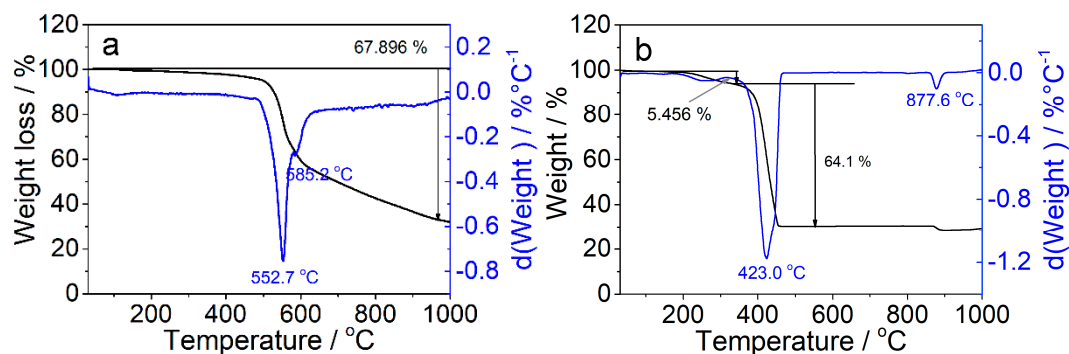 a
67.896 %
585.2 °C
552.7 °C
120
100
80
60
40
20
0
Weight loss / %
200 400 600 800 1000
Temperature / °C
0.2
0.0
-0.2
-0.4
-0.6
-0.8
d(Weight ) / %°C-1
b
5.456 %
64.1 %
877.6 °C
423.0 °C
120
100
80
60
40
20
0
Weight / %
200 400 600 800 1000
Temperature / °C
0.0
-0.4
-0.8
-1.2
d(Weight ) / %°C-1